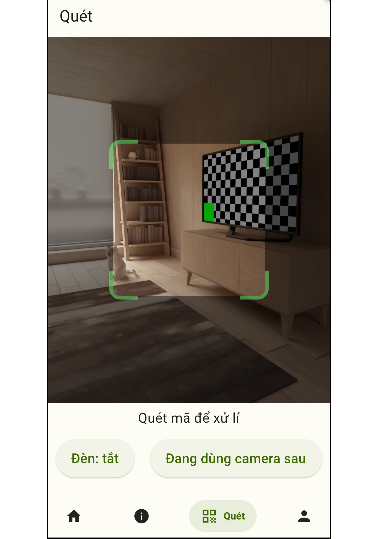 Quét
Quét mã để xử lí
Đèn: tắt
Đang dùng camera sau
Quét